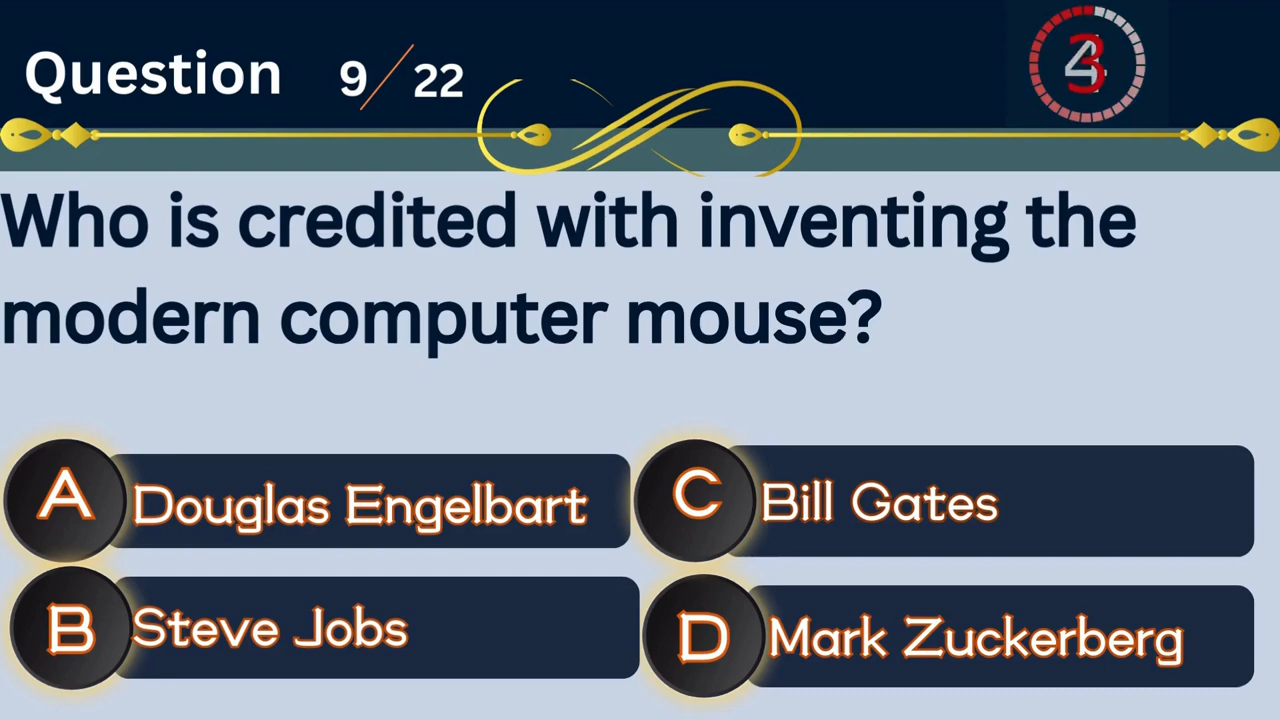 Question 9/22
Who is credited with inventing the
modern computer mouse?
A Douglas Engelbart
C Bill Gates
B Steve Jobs
D Mark Zuckerberg